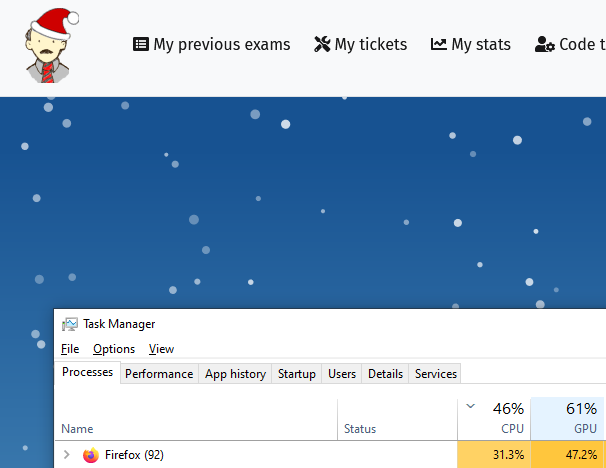 My previous exams My tickets My stats Code t
Task Manager
File Options View
Processes Performance App history Startup Users Details Services
46% 61%
Name Status CPU GPU
Firefox (92) 31.3% 47.2%